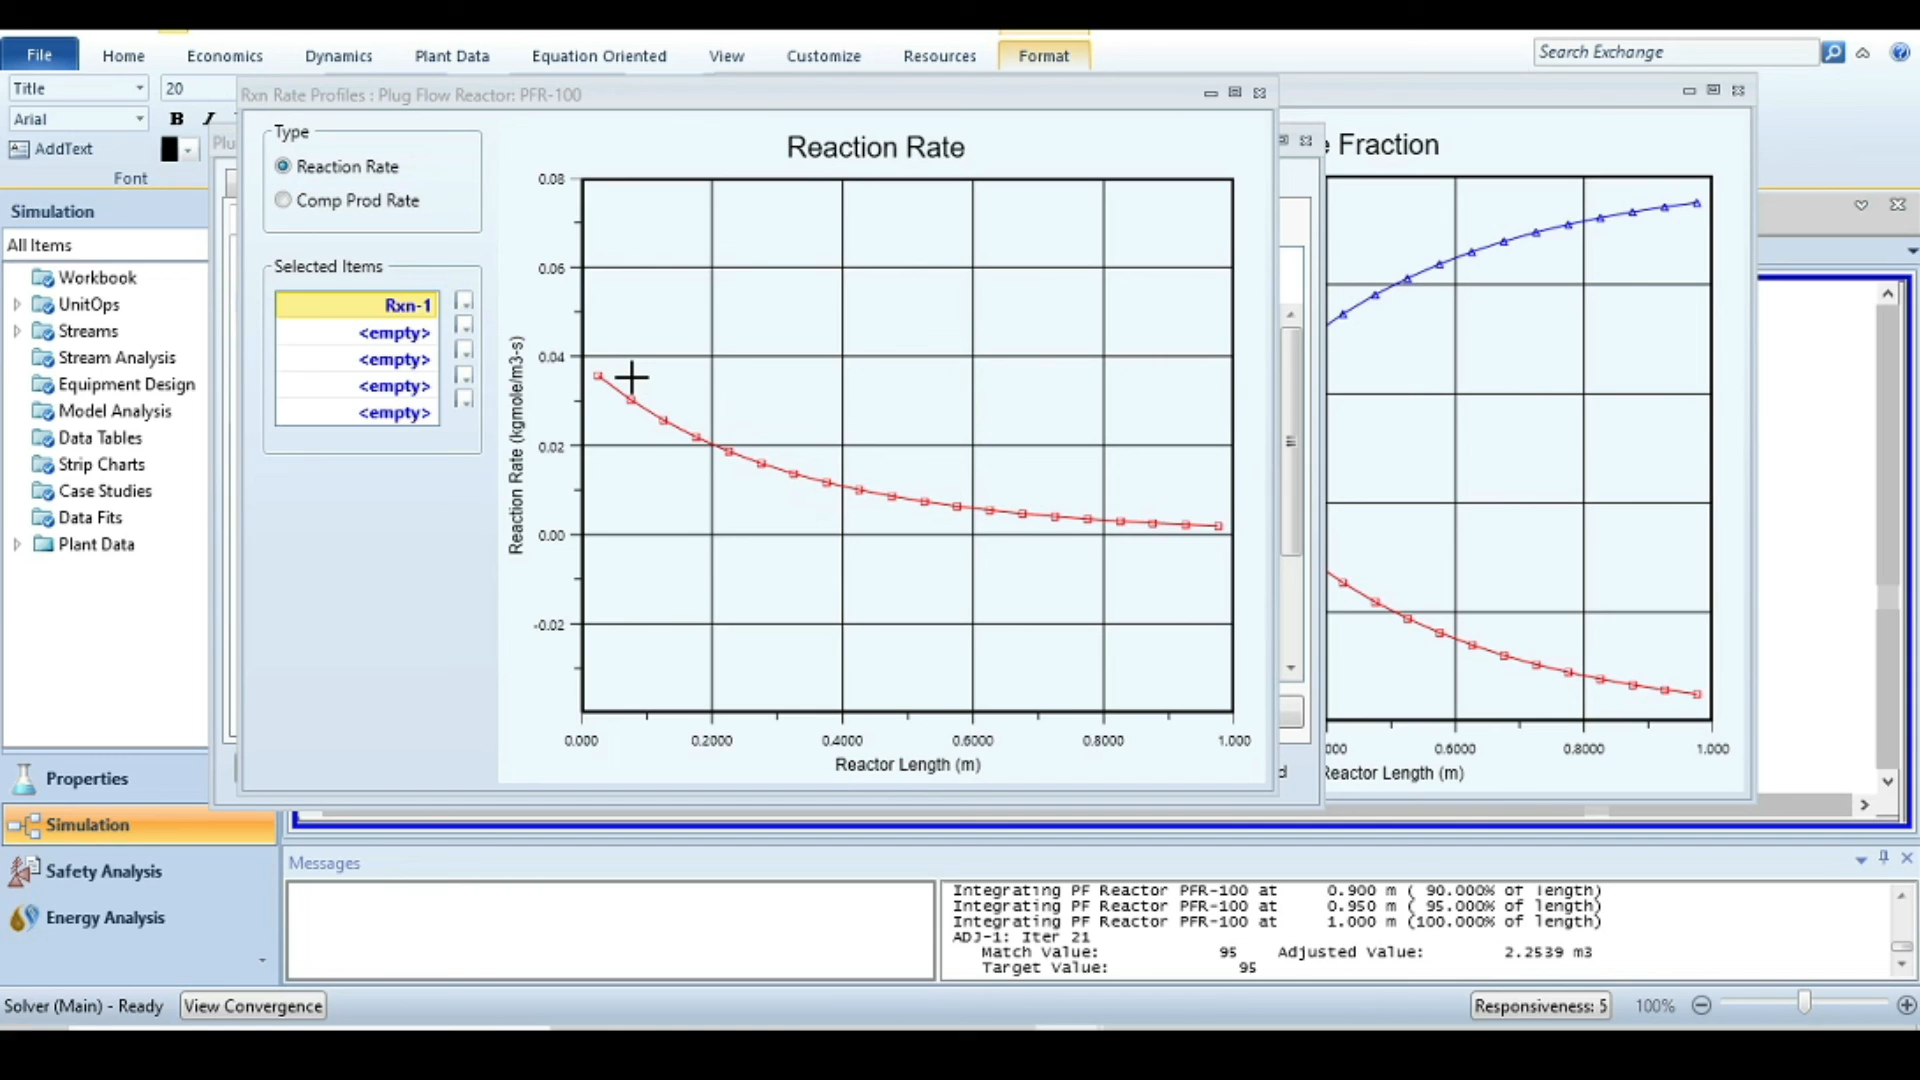 File
Home
Economics
Dynamics
Plant Data
Equation Oriented
View
Customize
Resources
Format
Search Exchange
Title
20
Arial
B
I
AddText
Font
Rxn Rate Profiles : Plug Flow Reactor: PFR-100
Plu
Type
Reaction Rate
Comp Prod Rate
Selected Items
Rxn-1
<empty>
<empty>
<empty>
<empty>
Reaction Rate
0.08
0.06
0.04
0.02
0.00
-0.02
Reaction Rate (kgmole/m3-s)
0.000
0.2000
0.4000
0.6000
0.8000
1.000
Reactor Length (m)
Fraction
0.6000
0.8000
1.000
Reactor Length (m)
Simulation
All Items
Workbook
UnitOps
Streams
Stream Analysis
Equipment Design
Model Analysis
Data Tables
Strip Charts
Case Studies
Data Fits
Plant Data
Properties
Simulation
Safety Analysis
Energy Analysis
Messages
Integrating PF Reactor PFR-100 at 0.900 m ( 90.000% of length)
Integrating PF Reactor PFR-100 at 0.950 m ( 95.000% of length)
Integrating PF Reactor PFR-100 at 1.000 m (100.000% of length)
ADJ-1: Iter 21
Match Value: 95 Adjusted Value: 2.2539 m3
Target Value: 95
Solver (Main) - Ready
View Convergence
Responsiveness: 5
100%